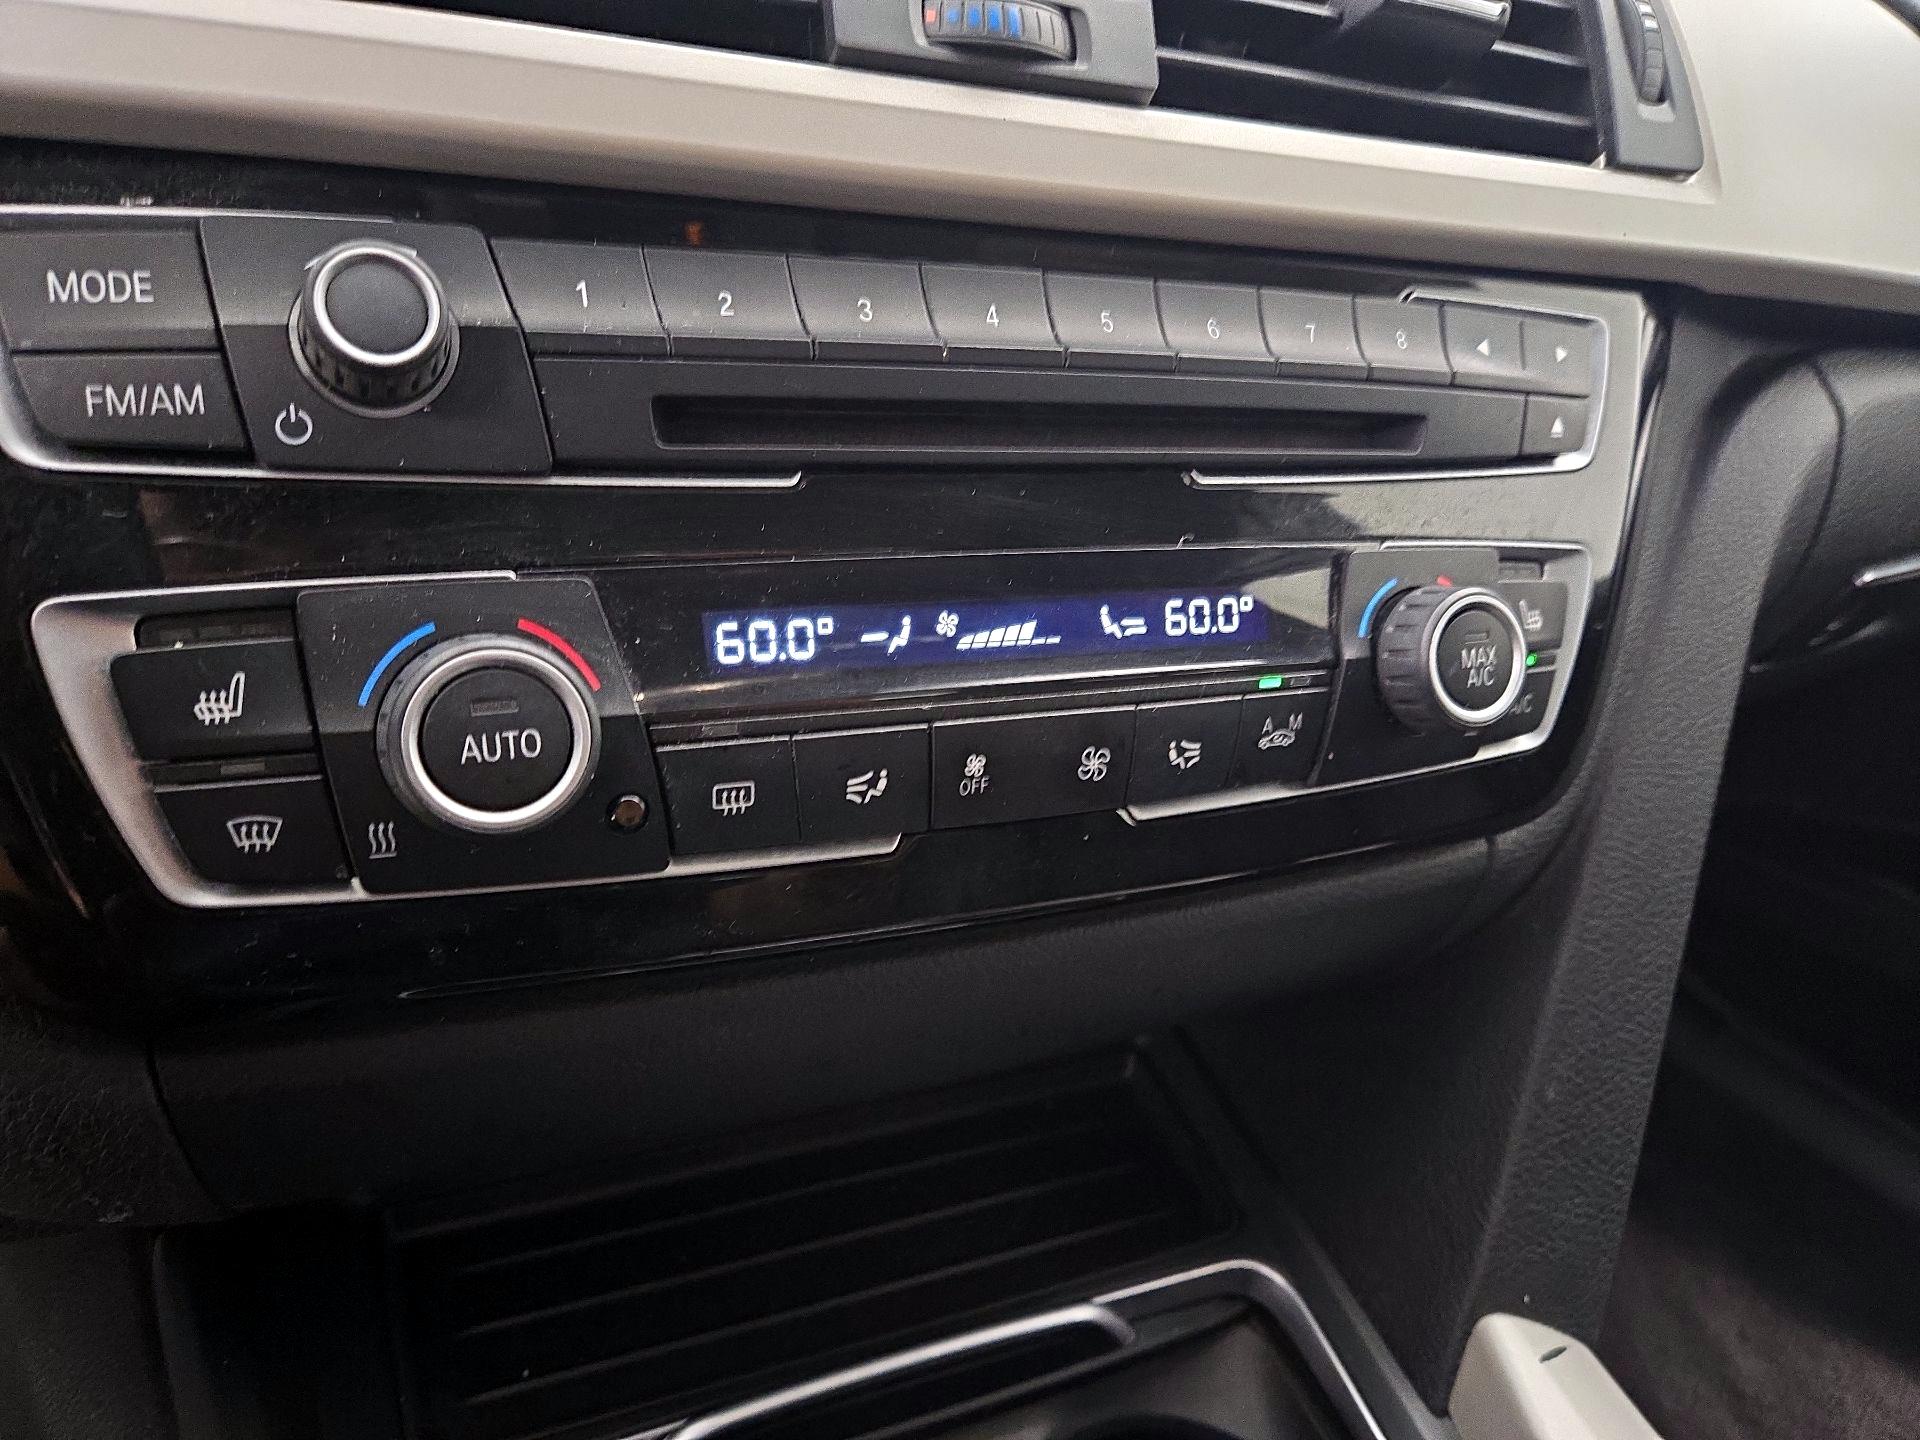 MODE
1 2 3 4 5 6 7 8
FM/AM
60.0° 60.0°
AUTO
MAX
A/C
A/C
A M
OFF